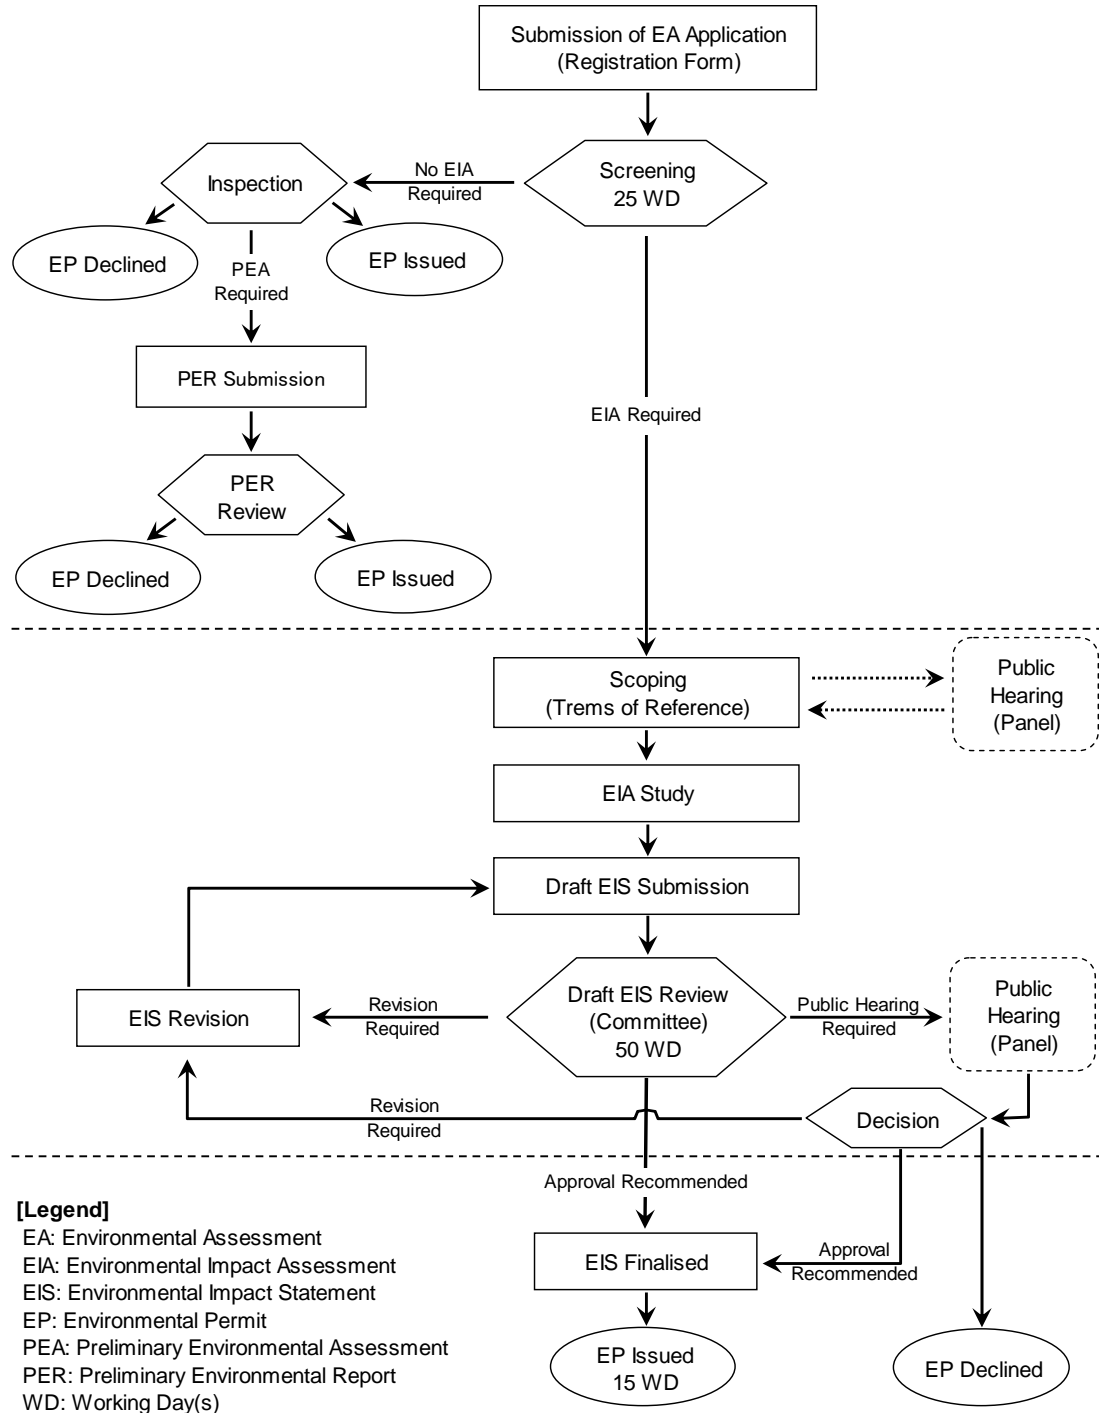 Submission of EA Application
(Registration Form)
Screening
25 WD
No EIA
Required
Inspection
EP Declined
EP Issued
PEA
Required
PER Submission
PER
Review
EP Declined
EP Issued
EIA Required
Scoping
(Trems of Reference)
Public
Hearing
(Panel)
EIA Study
Draft EIS Submission
Draft EIS Review
(Committee)
50 WD
Revision
Required
EIS Revision
Public Hearing
Required
Public
Hearing
(Panel)
Decision
Revision
Required
Approval Recommended
EIS Finalised
Approval
Recommended
EP Issued
15 WD
EP Declined
[Legend]
EA: Environmental Assessment
EIA: Environmental Impact Assessment
EIS: Environmental Impact Statement
EP: Environmental Permit
PEA: Preliminary Environmental Assessment
PER: Preliminary Environmental Report
WD: Working Day(s)